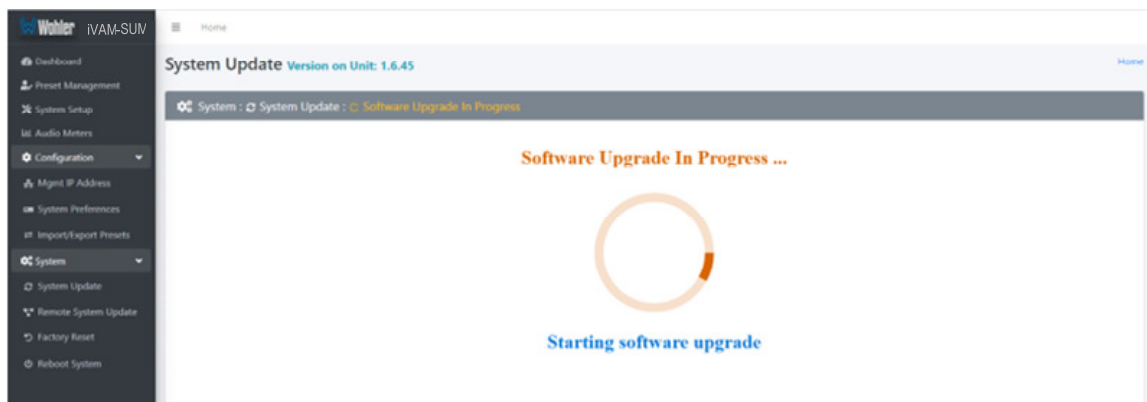 Wohler iVAM-SUM
Home
Dashboard
Preset Management
System Setup
Audio Meters
Configuration
Mgmt IP Address
System Preferences
Import/Export Presets
System
System Update
Remote System Update
Factory Reset
Reboot System
System Update Version on Unit: 1.6.45
Home
System : System Update : Software Upgrade In Progress
Software Upgrade In Progress ...
Starting software upgrade